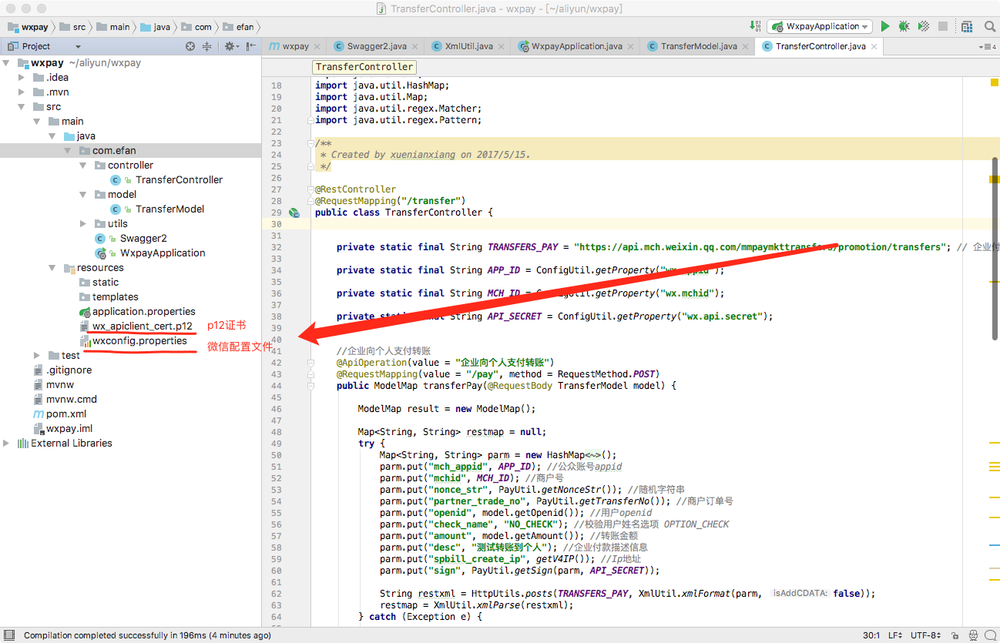 TransferController.java - wxpay - [~/aliyun/wxpay]
wxpay src main java com efan WxpayApplication
Project
wxpay Swagger2.java XmlUtil.java WxpayApplication.java TransferModel.java TransferController.java 4
wxpay ~/aliyun/wxpay
.idea
.mvn
src
main
java
com.efan
controller
TransferController
model
TransferModel
utils
Swagger2
WxpayApplication
resources
static
templates
application.properties
wx_apiclient_cert.p12 p12证书
wxconfig.properties 微信配置文件
test
.gitignore
mvnw
mvnw.cmd
pom.xml
wxpay.iml
External Libraries
TransferController
18 import java.util.HashMap;
19 import java.util.Map;
20 import java.util.regex.Matcher;
21 import java.util.regex.Pattern;
22
23 /**
24 * Created by xuenianxiang on 2017/5/15.
25 */
26
27 @RestController
28 @RequestMapping("/transfer")
29 public class TransferController {
30
31
32 private static final String TRANSFERS_PAY = "https://api.mch.weixin.qq.com/mmpaymkttransfers/promotion/transfers"; // 企业付
33
34 private static final String APP_ID = ConfigUtil.getProperty("wx.appid");
35
36 private static final String MCH_ID = ConfigUtil.getProperty("wx.mchid");
37
38 private static final String API_SECRET = ConfigUtil.getProperty("wx.api.secret");
39
40
41 //企业向个人支付转账
42 @ApiOperation(value = "企业向个人支付转账")
43 @RequestMapping(value = "/pay", method = RequestMethod.POST)
44 public ModelMap transferPay(@RequestBody TransferModel model) {
45
46 ModelMap result = new ModelMap();
47
48 Map<String, String> restmap = null;
49 try {
50 Map<String, String> parm = new HashMap<~>();
51 parm.put("mch_appid", APP_ID); //公众账号appid
52 parm.put("mchid", MCH_ID); //商户号
53 parm.put("nonce_str", PayUtil.getNonceStr()); //随机字符串
54 parm.put("partner_trade_no", PayUtil.getTransferNo()); //商户订单号
55 parm.put("openid", model.getOpenid()); //用户openid
56 parm.put("check_name", "NO_CHECK"); //校验用户姓名选项 OPTION_CHECK
57 parm.put("amount", model.getAmount()); //转账金额
58 parm.put("desc", "测试转账到个人"); //企业付款描述信息
59 parm.put("spbill_create_ip", getV4IP()); //Ip地址
60 parm.put("sign", PayUtil.getSign(parm, API_SECRET));
61
62 String restxml = HttpUtils.posts(TRANSFERS_PAY, XmlUtil.xmlFormat(parm, isAddCDATA: false));
63 restmap = XmlUtil.xmlParse(restxml);
64 } catch (Exception e) {
Compilation completed successfully in 196ms (4 minutes ago) 30:1 LF UTF-8